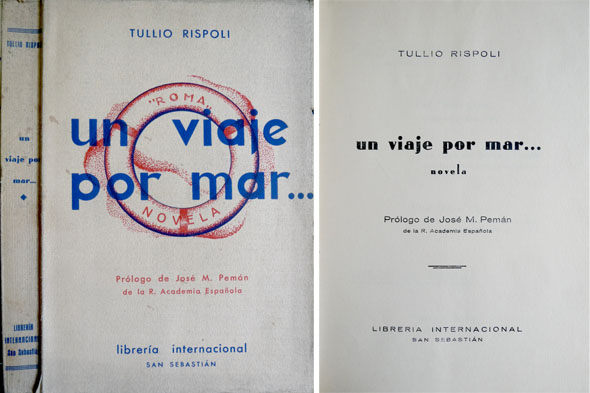 TULLIO RISPOLI
un
viaje por
mar...
LIBRERÍA
INTERNACIONAL
San Sebastián
TULLIO RISPOLI
"ROMA"
un viaje
por mar...
NOVELA
Prólogo de José M. Pemán
de la R. Academia Española
librería internacional
SAN SEBASTIÁN
TULLIO RISPOLI
un viaje por mar...
novela
Prólogo de José M. Pemán
de la R. Academia Española
LIBRERIA INTERNACIONAL
SAN SEBASTIÁN